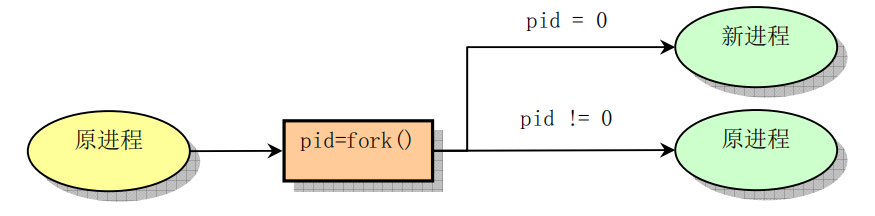 pid = 0
新进程
原进程
pid=fork()
pid != 0
原进程